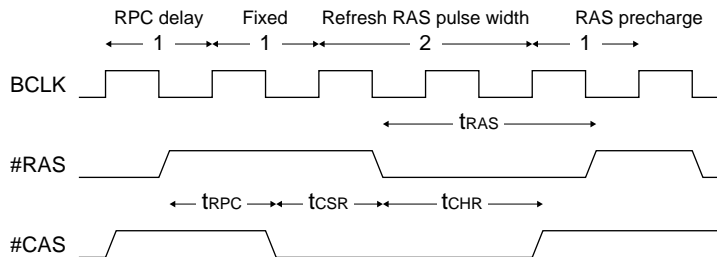 RPC delay Fixed Refresh RAS pulse width RAS precharge
1 1 2 1
BCLK
tRAS
#RAS
tRPC tCSR tCHR
#CAS